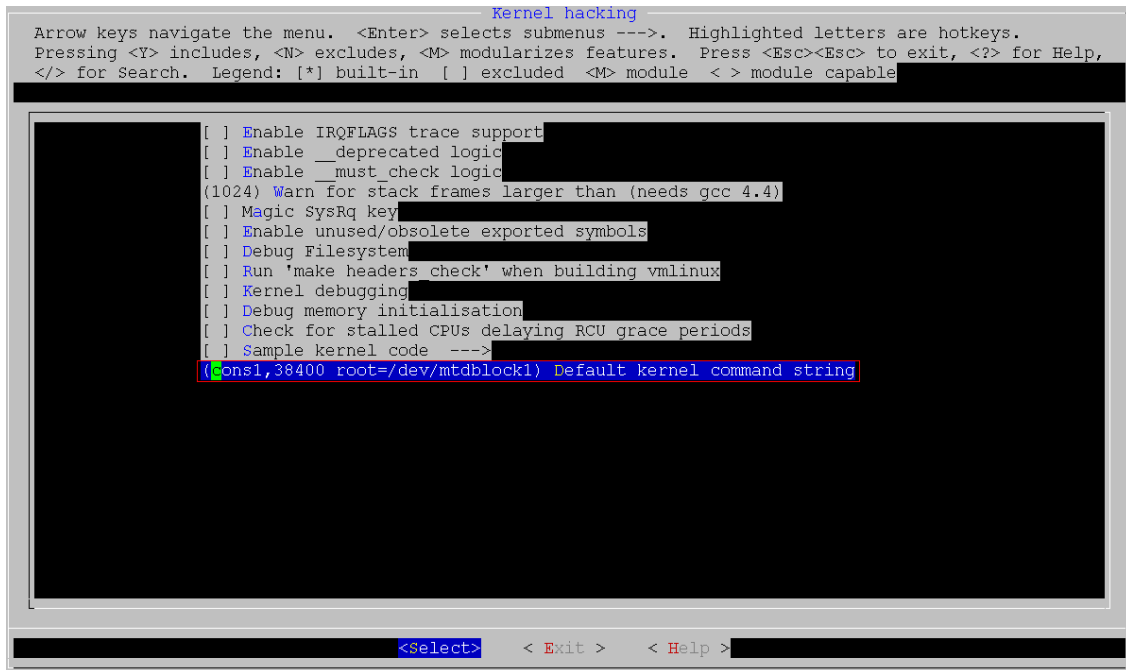 Kernel hacking
Arrow keys navigate the menu. <Enter> selects submenus --->. Highlighted letters are hotkeys.
Pressing <Y> includes, <N> excludes, <M> modularizes features. Press <Esc><Esc> to exit, <?> for Help,
</> for Search. Legend: [*] built-in [ ] excluded <M> module < > module capable
[ ] Enable IRQFLAGS trace support
[ ] Enable __deprecated logic
[ ] Enable __must_check logic
(1024) Warn for stack frames larger than (needs gcc 4.4)
[ ] Magic SysRq key
[ ] Enable unused/obsolete exported symbols
[ ] Debug Filesystem
[ ] Run 'make headers_check' when building vmlinux
[ ] Kernel debugging
[ ] Debug memory initialisation
[ ] Check for stalled CPUs delaying RCU grace periods
[ ] Sample kernel code --->
(cons1,38400 root=/dev/mtdblock1) Default kernel command string
<Select> < Exit > < Help >